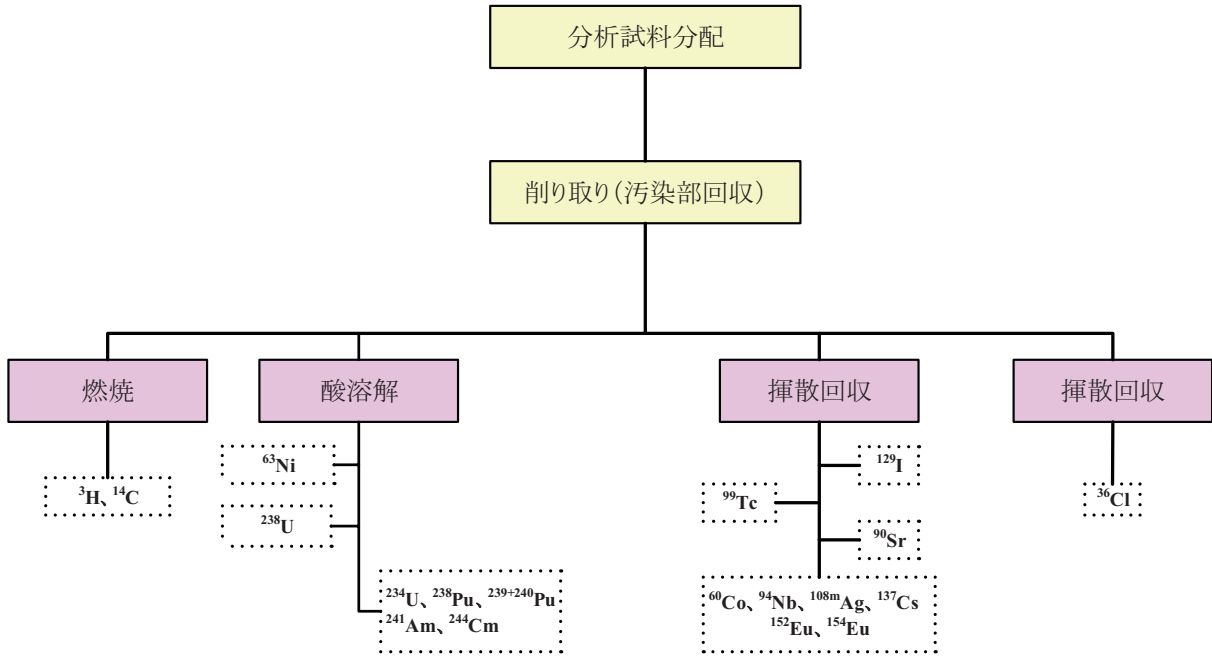 分析試料分配
削り取り(汚染部回収)
燃焼
酸溶解
揮散回収
揮散回収
³H、¹⁴C
⁶³Ni
²³⁸U
²³⁴U、²³⁸Pu、²³⁹⁺²⁴⁰Pu
²⁴¹Am、²⁴⁴Cm
¹²⁹I
⁹⁹Tc
⁹⁰Sr
⁶⁰Co、⁹⁴Nb、¹⁰⁸ᵐAg、¹³⁷Cs
¹⁵²Eu、¹⁵⁴Eu
³⁶Cl